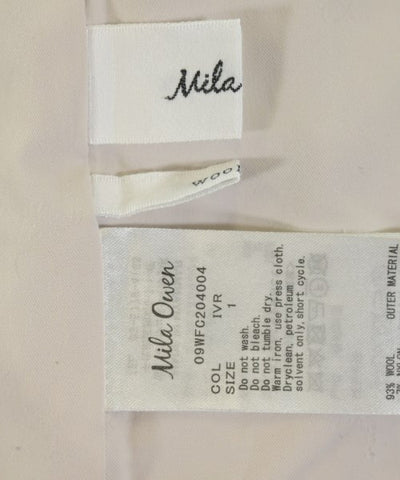 Mila
WOOL
Mila Owen
09WFC204004
COL IVR
SIZE 1
Do not wash.
Do not bleach.
Do not tumble dry.
Warm iron, use press cloth.
Dryclean, petroleum
solvent only, short cycle.
OUTER MATERIAL
93% WOOL